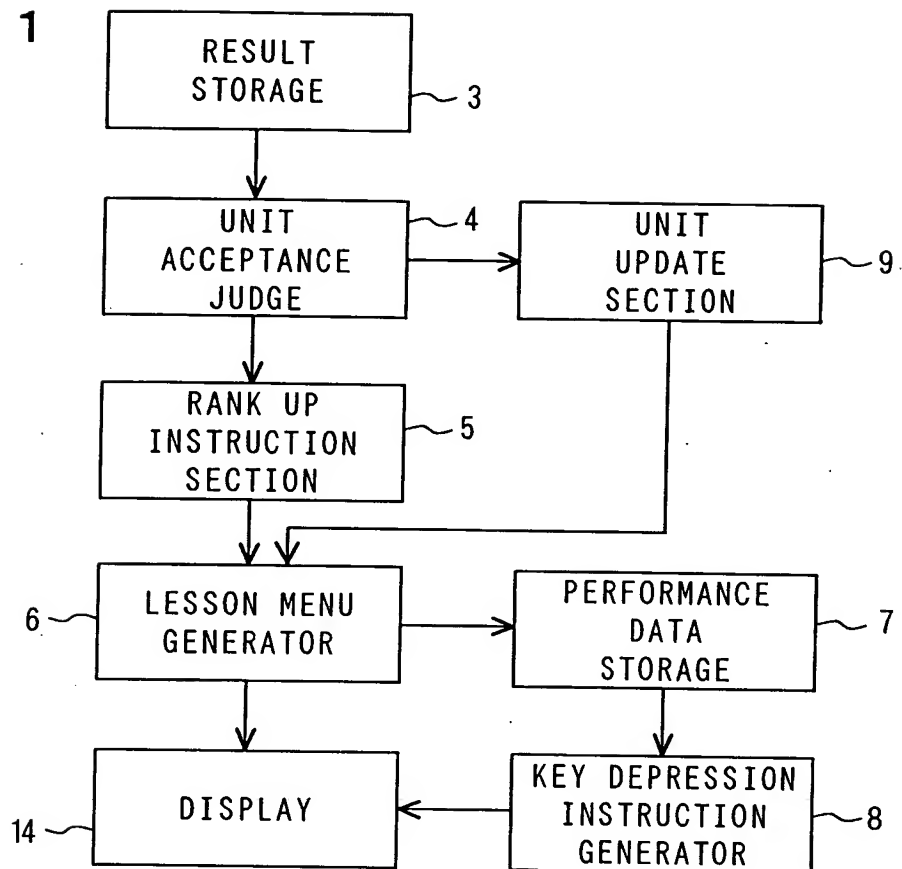 1
RESULT
STORAGE
3
UNIT
ACCEPTANCE
JUDGE
4
UNIT
UPDATE
SECTION
9
RANK UP
INSTRUCTION
SECTION
5
6
LESSON MENU
GENERATOR
PERFORMANCE
DATA
STORAGE
7
14
DISPLAY
KEY DEPRESSION
INSTRUCTION
GENERATOR
8